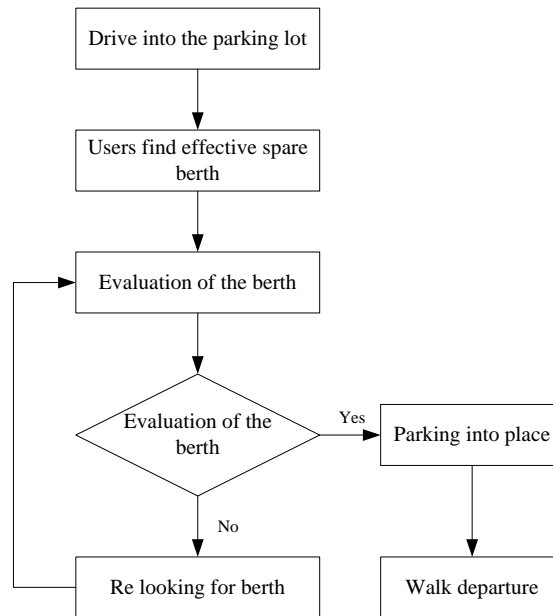 Drive into the parking lot
Users find effective spare
berth
Evaluation of the berth
Evaluation of the
berth
Yes
Parking into place
No
Re looking for berth
Walk departure